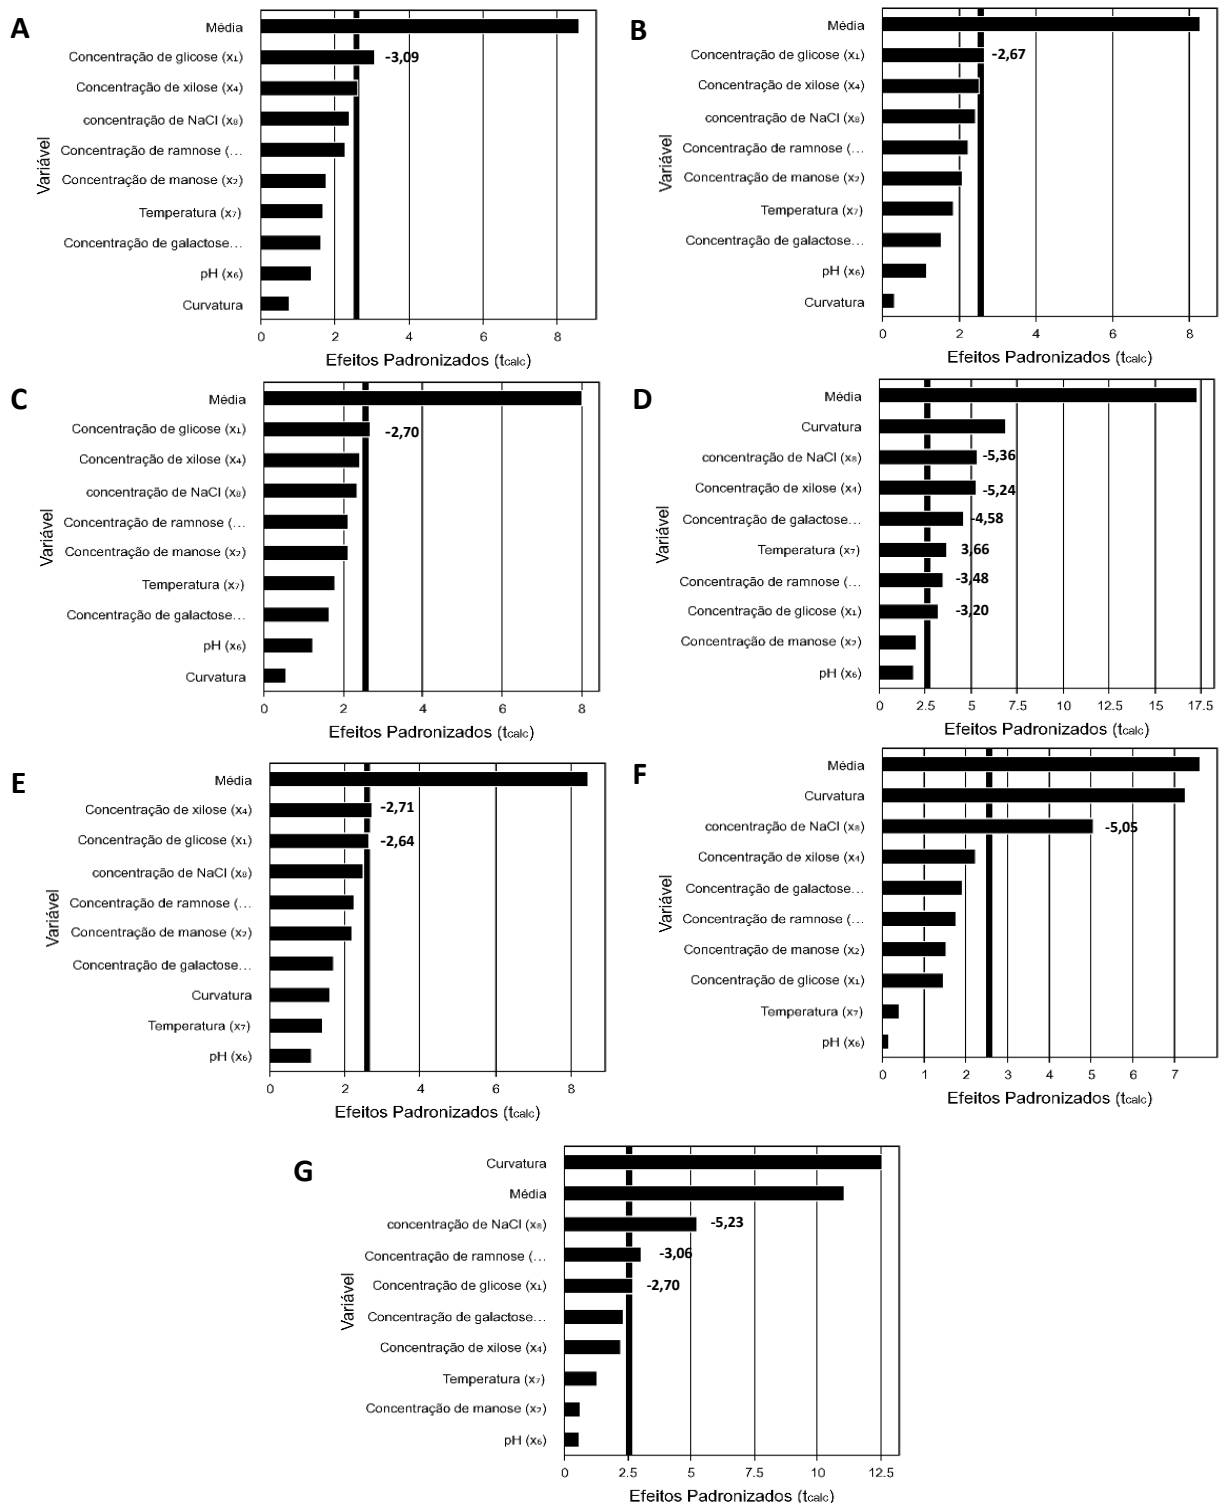 A
Variável
Média
Concentração de glicose (x₁)
-3,09
Concentração de xilose (x₄)
concentração de NaCl (x₈)
Concentração de ramnose (...
Concentração de manose (x₂)
Temperatura (x₇)
Concentração de galactose...
pH (x₆)
Curvatura
0 2 4 6 8
Efeitos Padronizados (tcalc)
B
Variável
Média
Concentração de glicose (x₁)
-2,67
Concentração de xilose (x₄)
concentração de NaCl (x₈)
Concentração de ramnose (...
Concentração de manose (x₂)
Temperatura (x₇)
Concentração de galactose...
pH (x₆)
Curvatura
0 2 4 6 8
Efeitos Padronizados (tcalc)
C
Variável
Média
Concentração de glicose (x₁)
-2,70
Concentração de xilose (x₄)
concentração de NaCl (x₈)
Concentração de ramnose (...
Concentração de manose (x₂)
Temperatura (x₇)
Concentração de galactose...
pH (x₆)
Curvatura
0 2 4 6 8
Efeitos Padronizados (tcalc)
D
Variável
Média
Curvatura
concentração de NaCl (x₈)
-5,36
Concentração de xilose (x₄)
-5,24
Concentração de galactose...
-4,58
Temperatura (x₇)
3,66
Concentração de ramnose (...
-3,48
Concentração de glicose (x₁)
-3,20
Concentração de manose (x₂)
pH (x₆)
0 2.5 5 7.5 10 12.5 15 17.5
Efeitos Padronizados (tcalc)
E
Variável
Média
Concentração de xilose (x₄)
-2,71
Concentração de glicose (x₁)
-2,64
concentração de NaCl (x₈)
Concentração de ramnose (...
Concentração de manose (x₂)
Concentração de galactose...
Curvatura
Temperatura (x₇)
pH (x₆)
0 2 4 6 8
Efeitos Padronizados (tcalc)
F
Variável
Média
Curvatura
concentração de NaCl (x₈)
-5,05
Concentração de xilose (x₄)
Concentração de galactose...
Concentração de ramnose (...
Concentração de manose (x₂)
Concentração de glicose (x₁)
Temperatura (x₇)
pH (x₆)
0 1 2 3 4 5 6 7
Efeitos Padronizados (tcalc)
G
Variável
Curvatura
Média
concentração de NaCl (x₈)
-5,23
Concentração de ramnose (...
-3,06
Concentração de glicose (x₁)
-2,70
Concentração de galactose...
Concentração de xilose (x₄)
Temperatura (x₇)
Concentração de manose (x₂)
pH (x₆)
0 2.5 5 7.5 10 12.5
Efeitos Padronizados (tcalc)